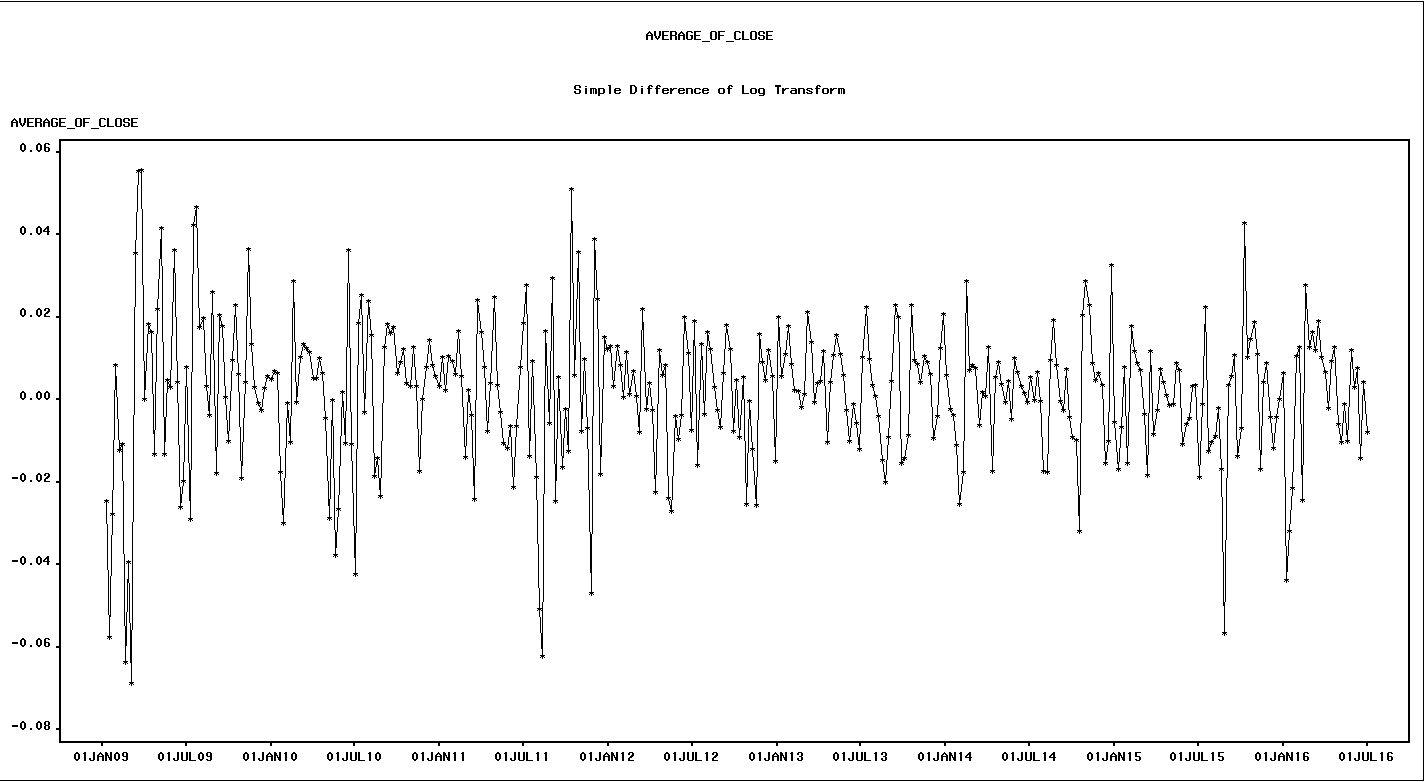 AVERAGE_OF_CLOSE
Simple Difference of Log Transform
AVERAGE_OF_CLOSE
0.06
0.04
0.02
0.00
-0.02
-0.04
-0.06
-0.08
01JAN09 01JUL09 01JAN10 01JUL10 01JAN11 01JUL11 01JAN12 01JUL12 01JAN13 01JUL13 01JAN14 01JUL14 01JAN15 01JUL15 01JAN16 01JUL16